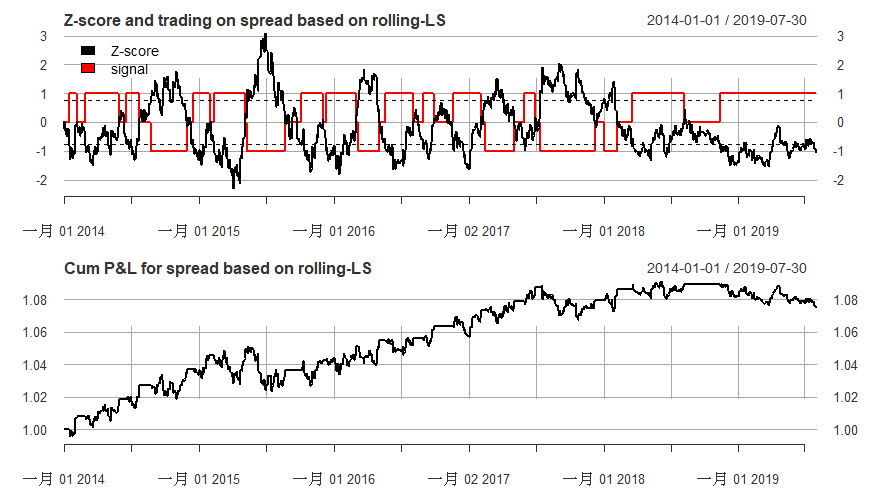 Z-score and trading on spread based on rolling-LS 2014-01-01 / 2019-07-30
3 3
Z-score
2 2
signal
1 1
0 0
-1 -1
-2 -2
一月 01 2014 一月 01 2015 一月 01 2016 一月 02 2017 一月 01 2018 一月 01 2019
Cum P&L for spread based on rolling-LS 2014-01-01 / 2019-07-30
1.08 1.08
1.06 1.06
1.04 1.04
1.02 1.02
1.00 1.00
一月 01 2014 一月 01 2015 一月 01 2016 一月 02 2017 一月 01 2018 一月 01 2019